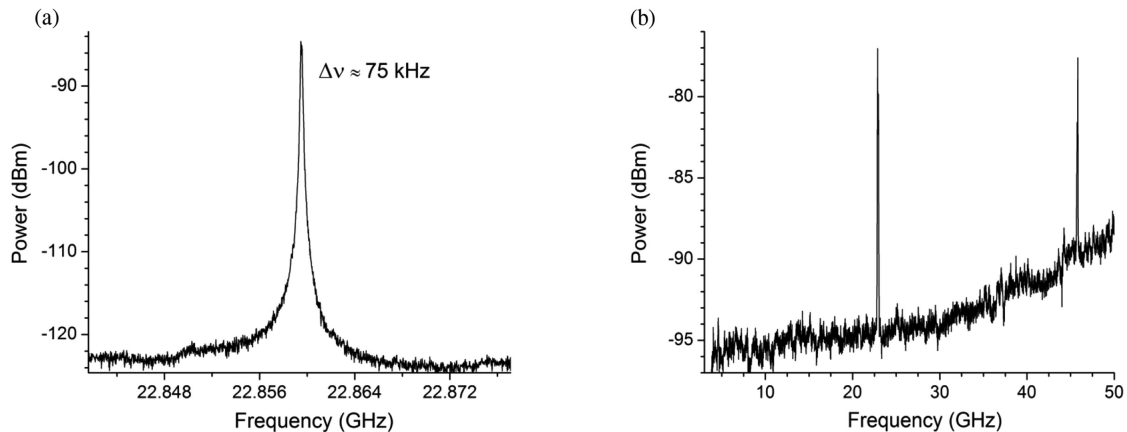 (a)
Δν ≈ 75 kHz
Power (dBm)
-90
-100
-110
-120
22.848 22.856 22.864 22.872
Frequency (GHz)
(b)
Power (dBm)
-80
-85
-90
-95
10 20 30 40 50
Frequency (GHz)